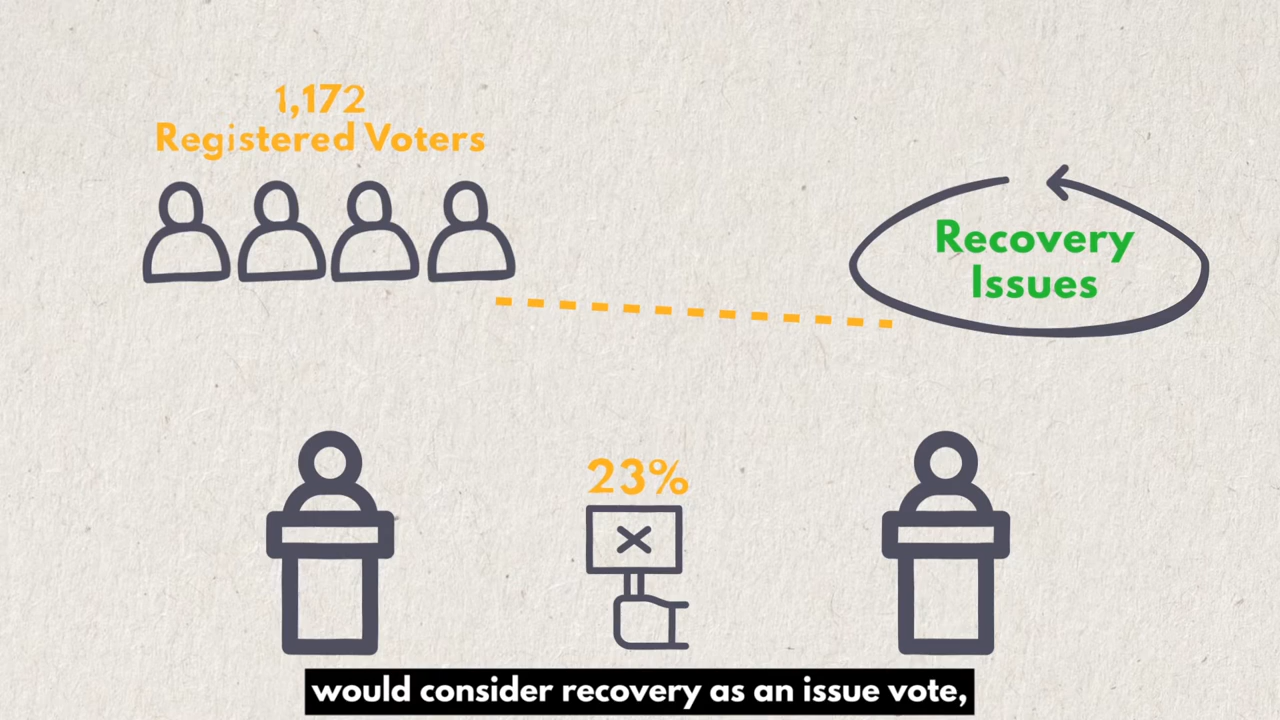 1,172
Registered Voters
Recovery
Issues
23%
would consider recovery as an issue vote,